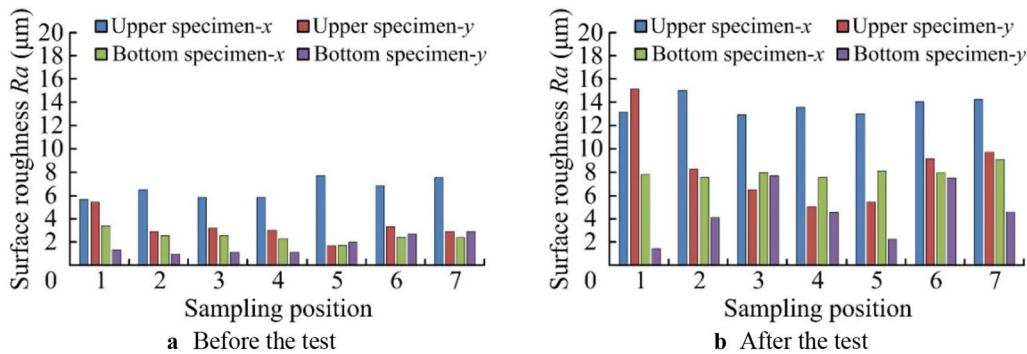 Surface roughness Ra (μm)
20
18
16
14
12
10
8
6
4
2
0
Upper specimen-x
Upper specimen-y
Bottom specimen-x
Bottom specimen-y
1 2 3 4 5 6 7
Sampling position
a Before the test
Surface roughness Ra (μm)
20
18
16
14
12
10
8
6
4
2
0
Upper specimen-x
Upper specimen-y
Bottom specimen-x
Bottom specimen-y
1 2 3 4 5 6 7
Sampling position
b After the test